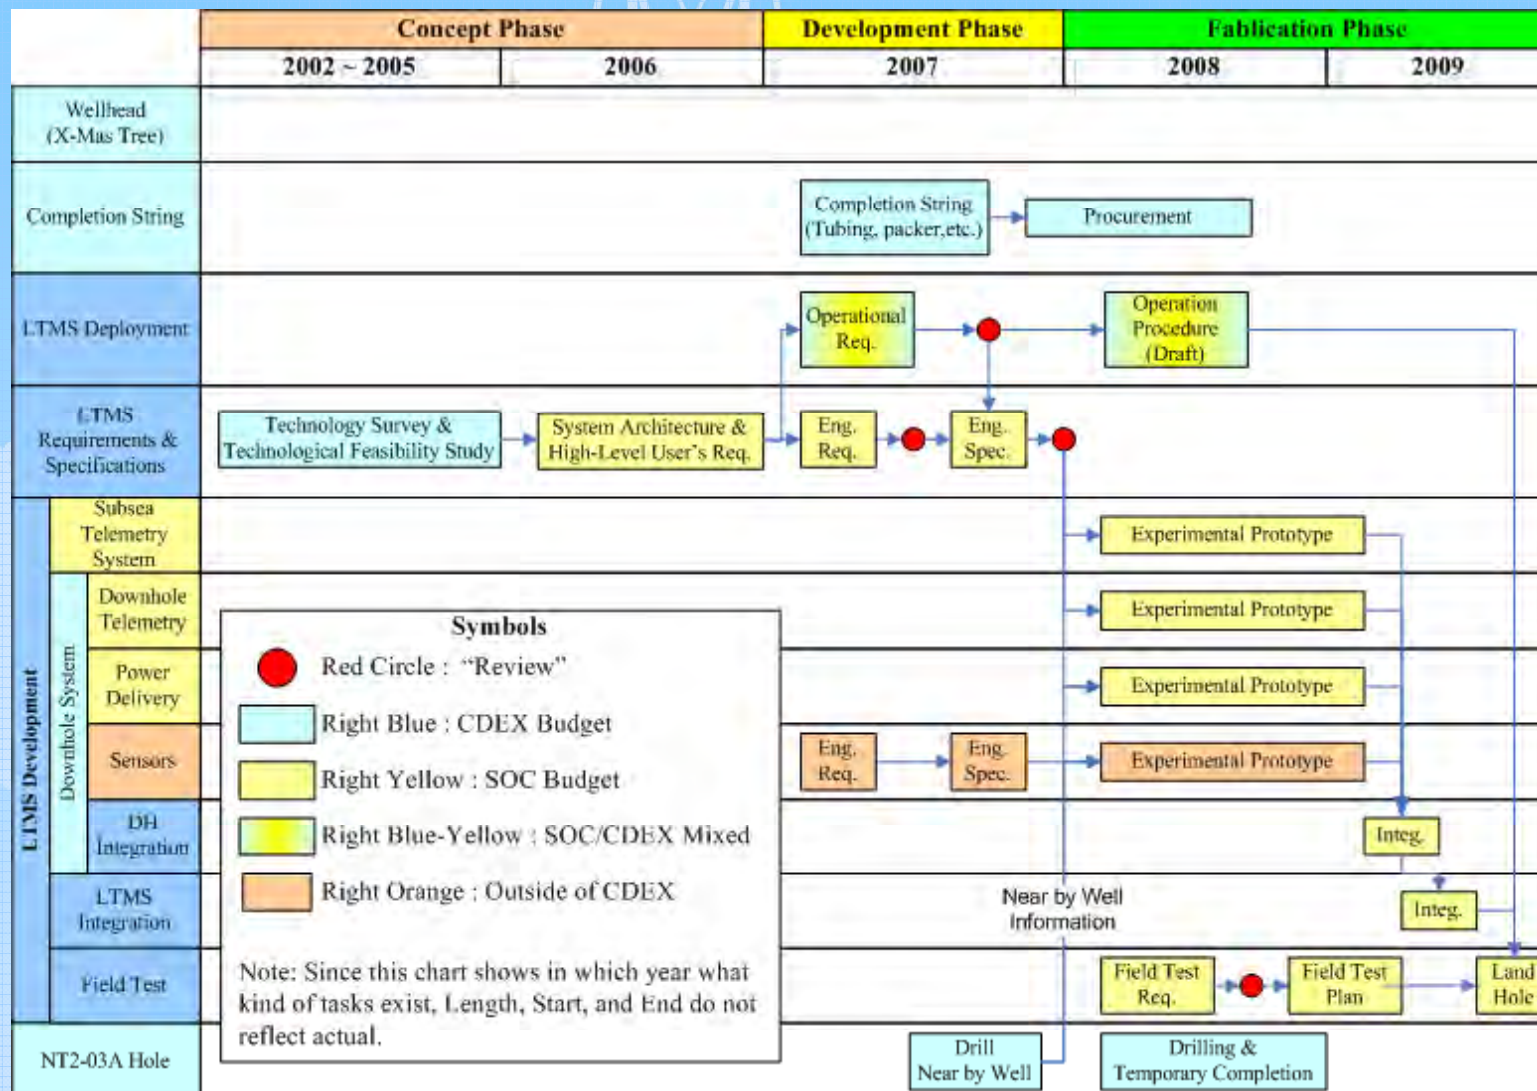 Concept Phase
Development Phase
Fablication Phase
2002 ~ 2005
2006
2007
2008
2009
Wellhead
(X-Mas Tree)
Completion String
Completion String
(Tubing, packer,etc.)
Procurement
LTMS Deployment
Operational
Req.
Operation
Procedure
(Draft)
LTMS
Requirements &
Specifications
Technology Survey &
Technological Feasibility Study
System Architecture &
High-Level User's Req.
Eng.
Req.
Eng.
Spec.
LTMS Development
Subsea
Telemetry
System
Experimental Prototype
Downhole System
Downhole
Telemetry
Experimental Prototype
Power
Delivery
Experimental Prototype
Sensors
Eng.
Req.
Eng.
Spec.
Experimental Prototype
DH
Integration
Integ.
LTMS
Integration
Near by Well
Information
Integ.
Field Test
Field Test
Req.
Field Test
Plan
Land
Hole
NT2-03A Hole
Drill
Near by Well
Drilling &
Temporary Completion
Symbols
Red Circle : “Review”
Right Blue : CDEX Budget
Right Yellow : SOC Budget
Right Blue-Yellow : SOC/CDEX Mixed
Right Orange : Outside of CDEX
Note: Since this chart shows in which year what
kind of tasks exist, Length, Start, and End do not
reflect actual.